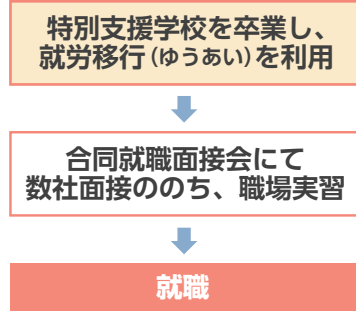 特別支援学校を卒業し、
就労移行(ゆうあい)を利用
合同就職面接会にて
数社面接ののち、職場実習
就職